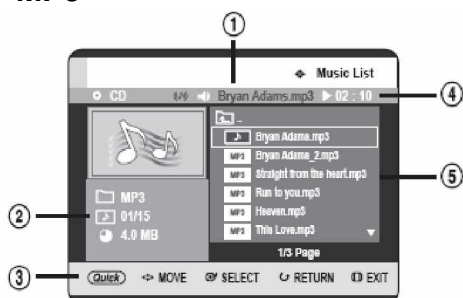 ①
Music List
CD Bryan Adams.mp3 02 : 10
④
Bryan Adams.mp3
MP3 Bryan Adams_2.mp3
MP3 Straight from the heart.mp3
⑤
MP3 Run to you.mp3
MP3 Heaven.mp3
MP3 This Love.mp3
MP3
② 01/15
4.0 MB
1/3 Page
③ Quick MOVE SELECT RETURN EXIT